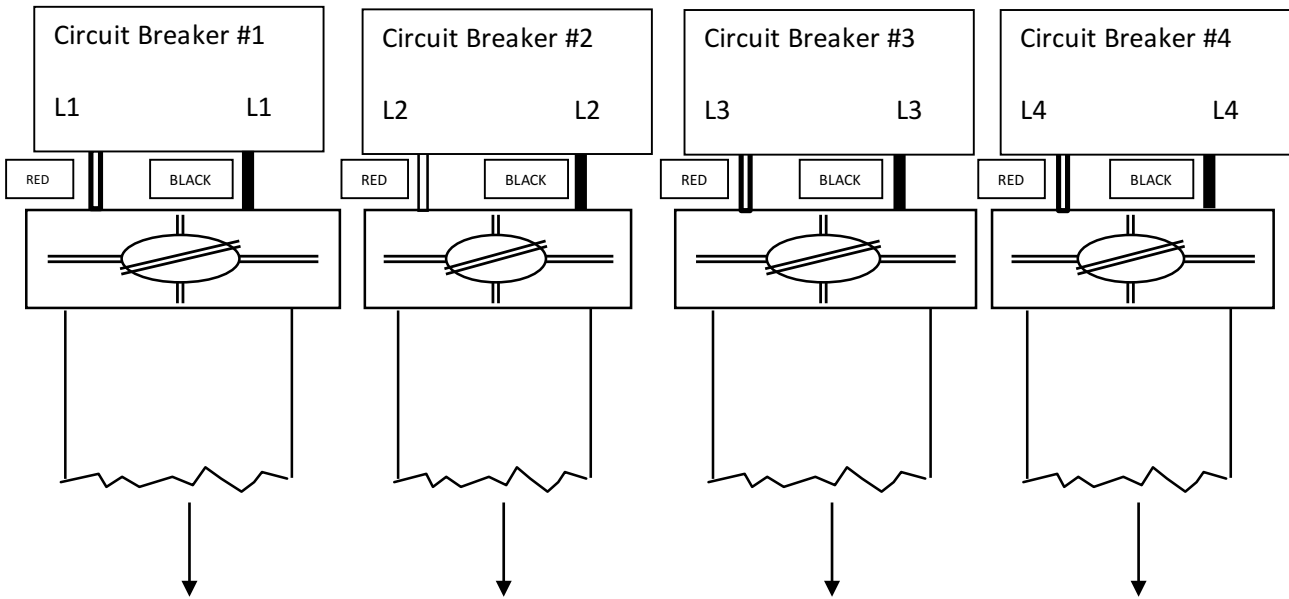 Circuit Breaker #1
L1 L1
RED BLACK
Circuit Breaker #2
L2 L2
RED BLACK
Circuit Breaker #3
L3 L3
RED BLACK
Circuit Breaker #4
L4 L4
RED BLACK